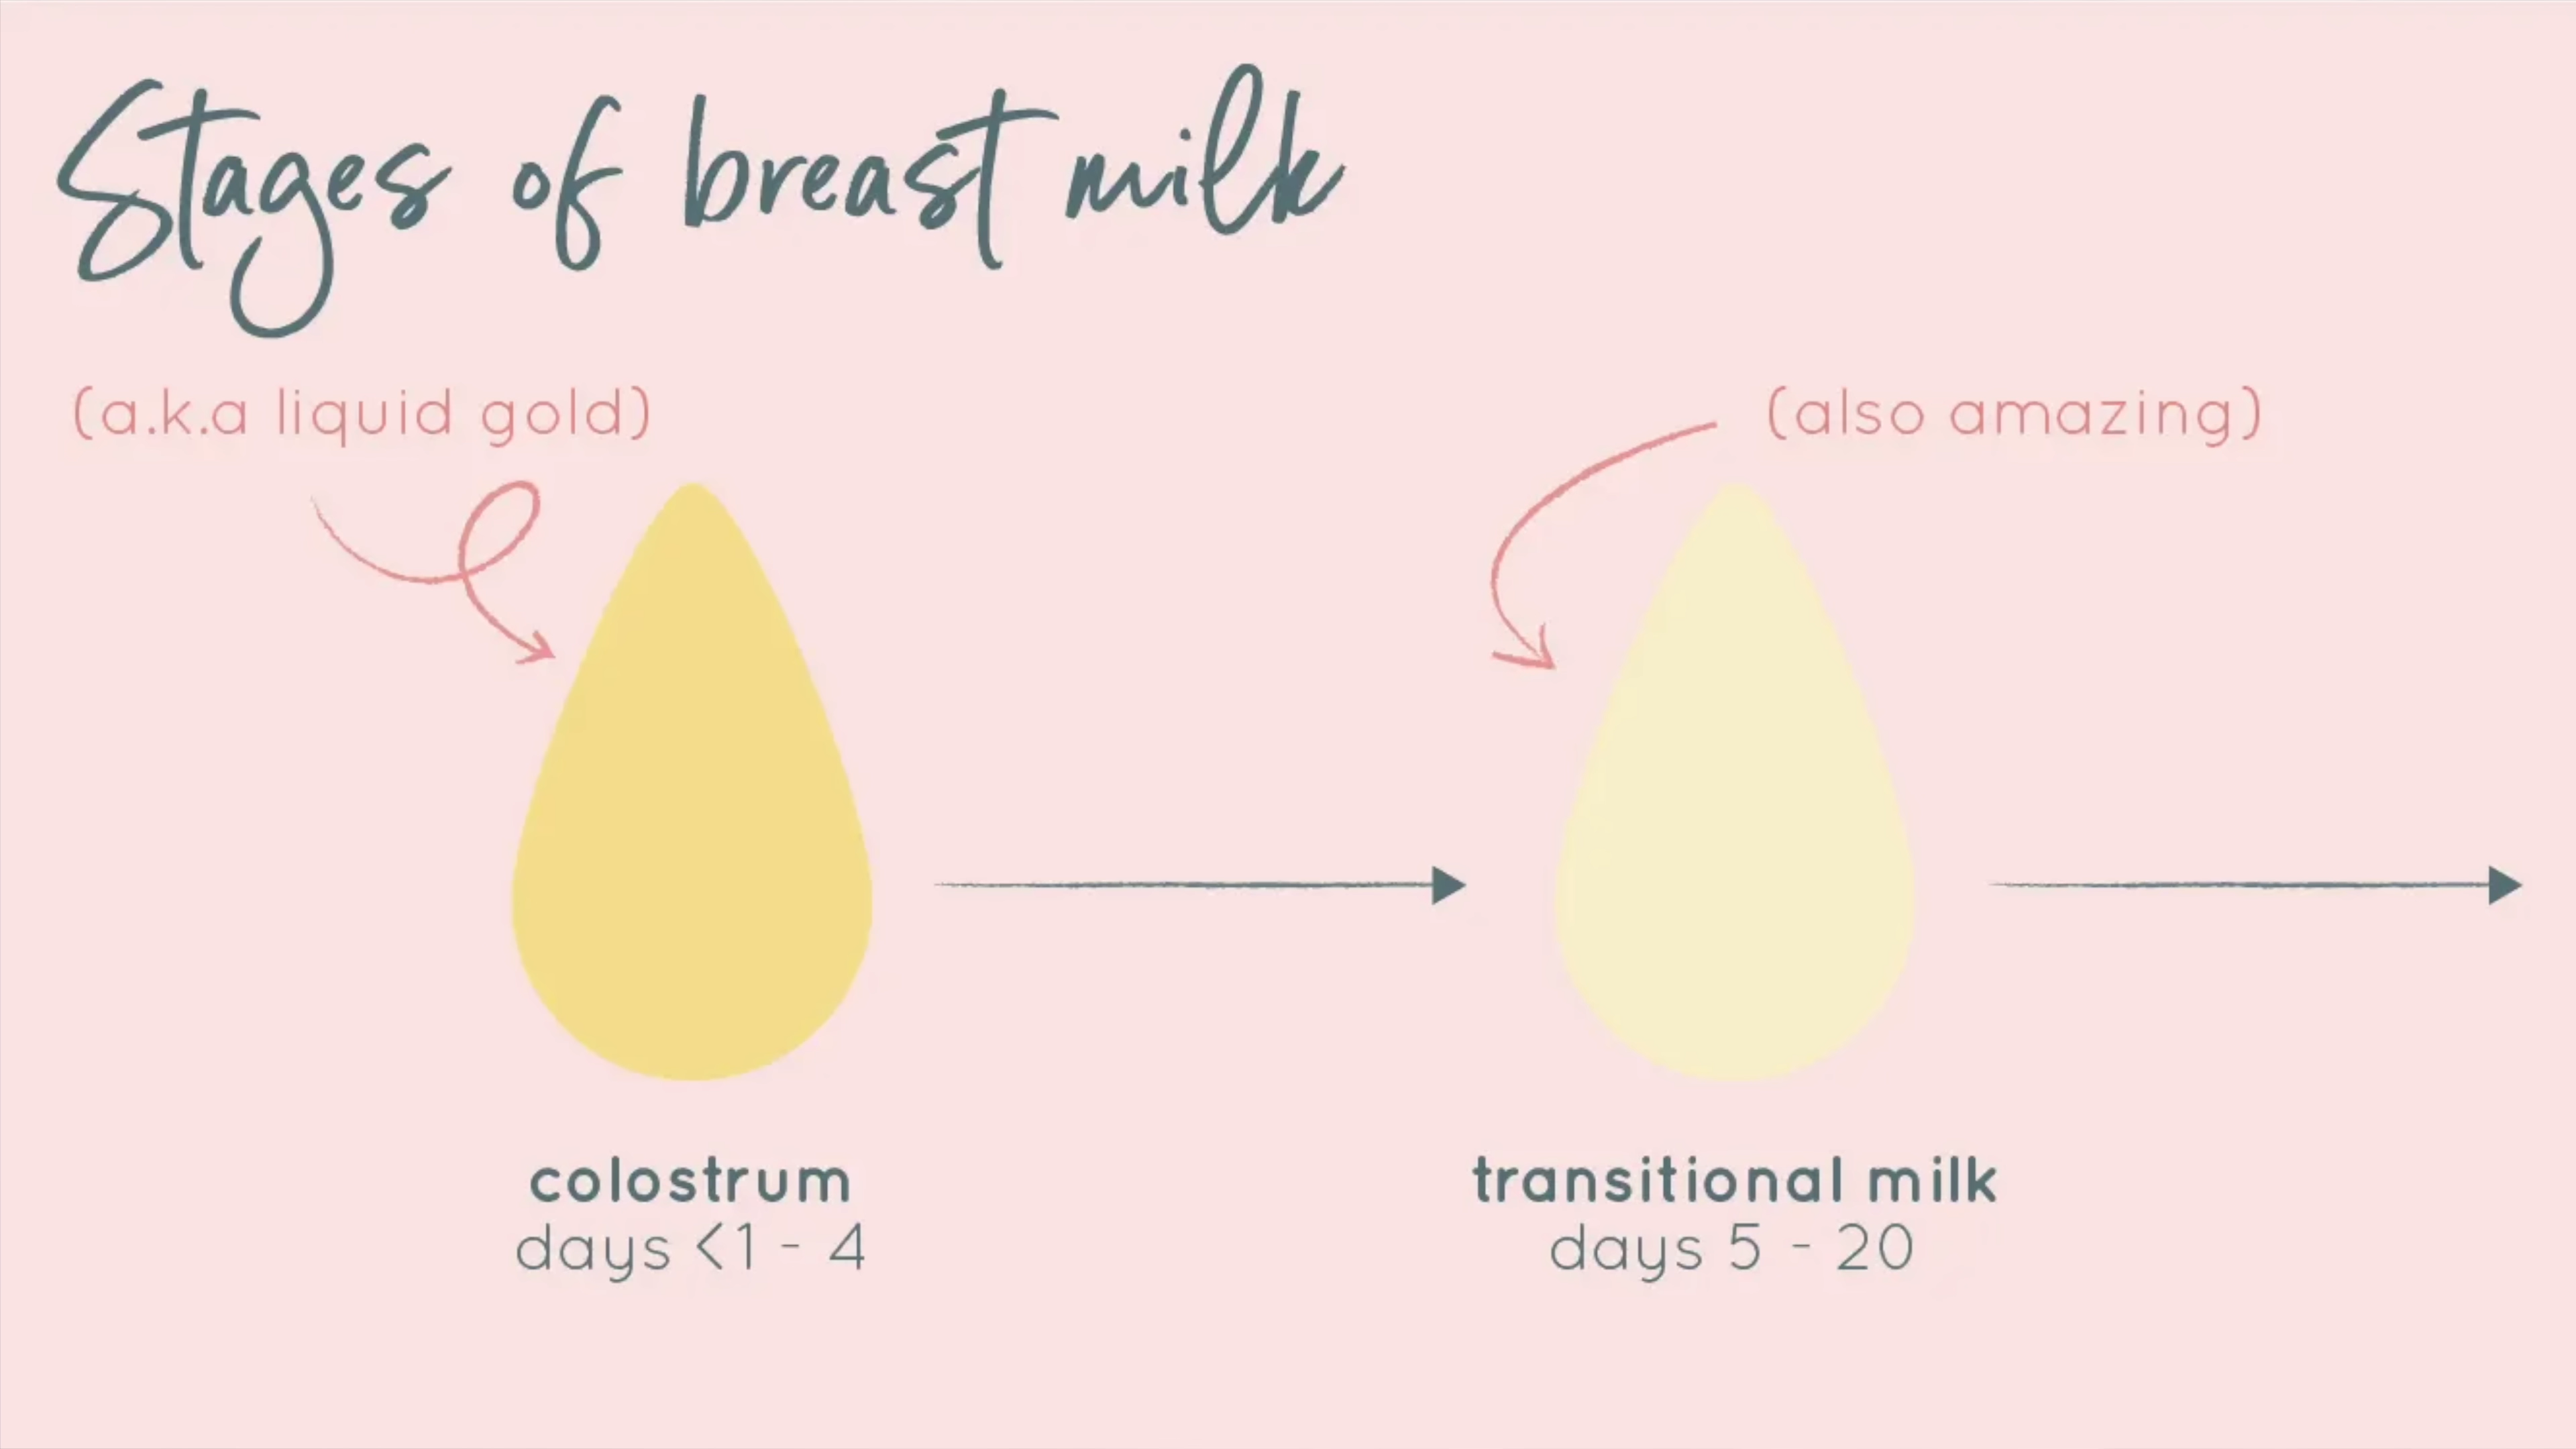 Stages of breast milk
(a.k.a liquid gold)
(also amazing)
colostrum
days <1 - 4
transitional milk
days 5 - 20